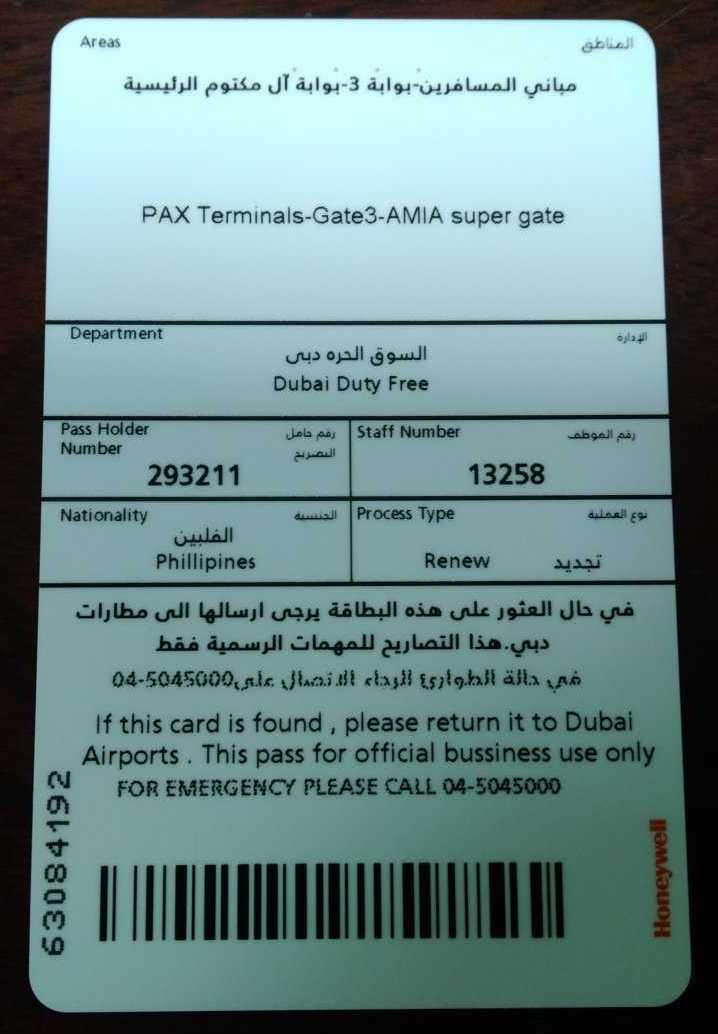 Areas المناطق
مباني المسافرين-بوابة 3-بوابة آل مكتوم الرئيسية
PAX Terminals-Gate3-AMIA super gate
Department الإدارة
السوق الحره دبى
Dubai Duty Free
Pass Holder رقم حامل
Number التصريح
293211
Staff Number رقم الموظف
13258
Nationality الجنسية
الفلبين
Phillipines
Process Type نوع العملية
Renew تجديد
في حال العثور على هذه البطاقة يرجى ارسالها الى مطارات
دبي.هذا التصاريح للمهمات الرسمية فقط
في حالة الطوارئ الرجاء الاتصال على04-5045000
If this card is found , please return it to Dubai
Airports . This pass for official bussiness use only
FOR EMERGENCY PLEASE CALL 04-5045000
63084192
Honeywell